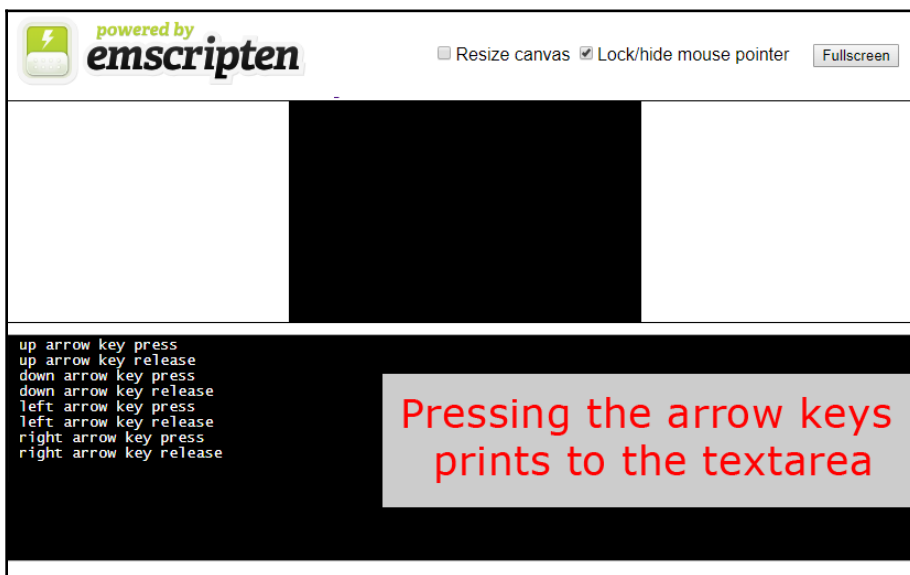 powered by
emscripten
Resize canvas Lock/hide mouse pointer Fullscreen
up arrow key press
up arrow key release
down arrow key press
down arrow key release
left arrow key press
left arrow key release
right arrow key press
right arrow key release
Pressing the arrow keys
prints to the textarea